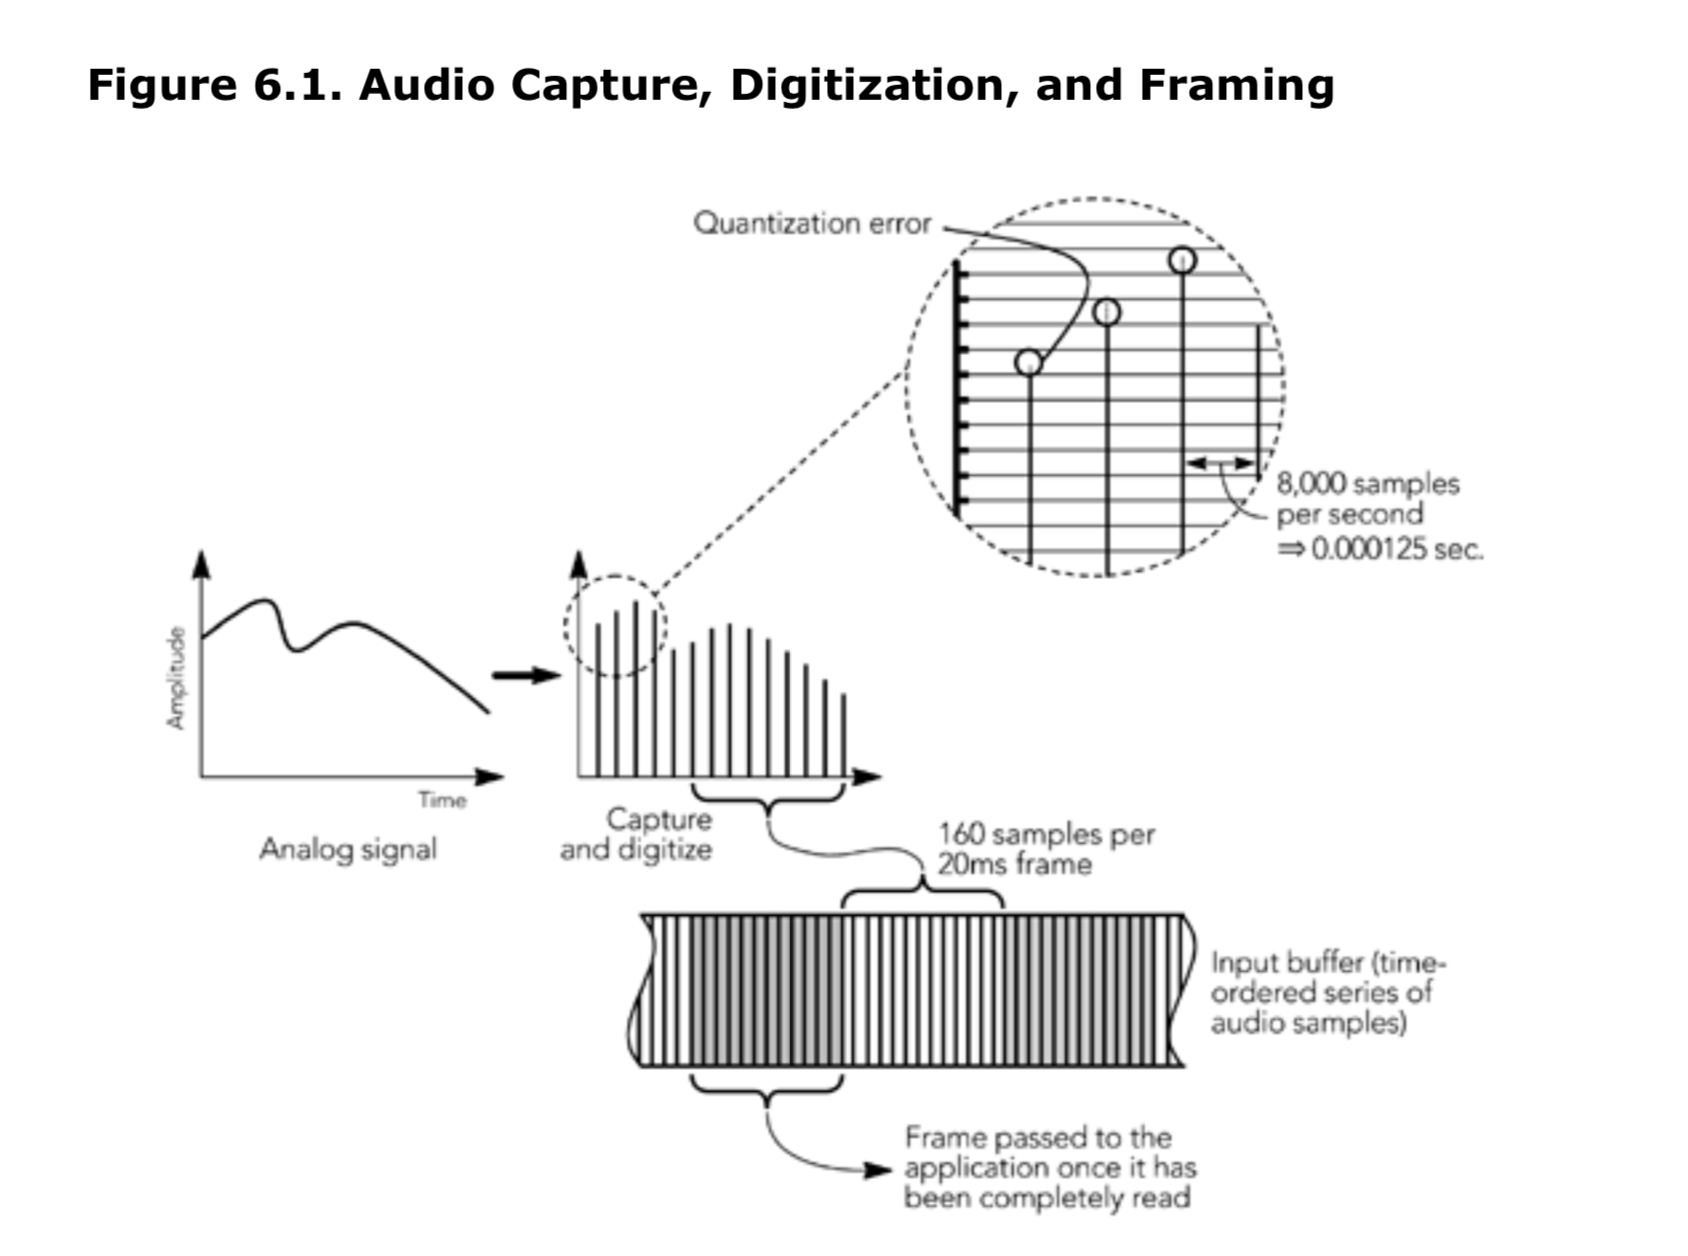 Figure 6.1. Audio Capture, Digitization, and Framing
Quantization error
8,000 samples
per second
⇒ 0.000125 sec.
Amplitude
Time
Analog signal
Capture
and digitize
160 samples per
20ms frame
Input buffer (time-
ordered series of
audio samples)
Frame passed to the
application once it has
been completely read